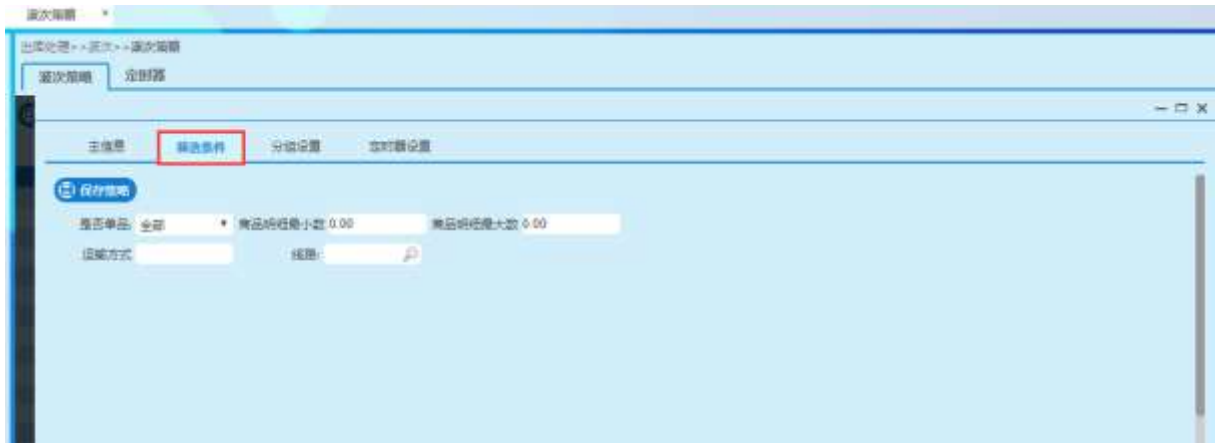 波次策略 ×
出库处理>>波次>>波次策略
波次策略 定时器
主信息 筛选条件 分组设置 定时器设置
保存策略
是否单品: 全部 商品明细最小数 0.00 商品明细最大数 0.00
运输方式 线路: